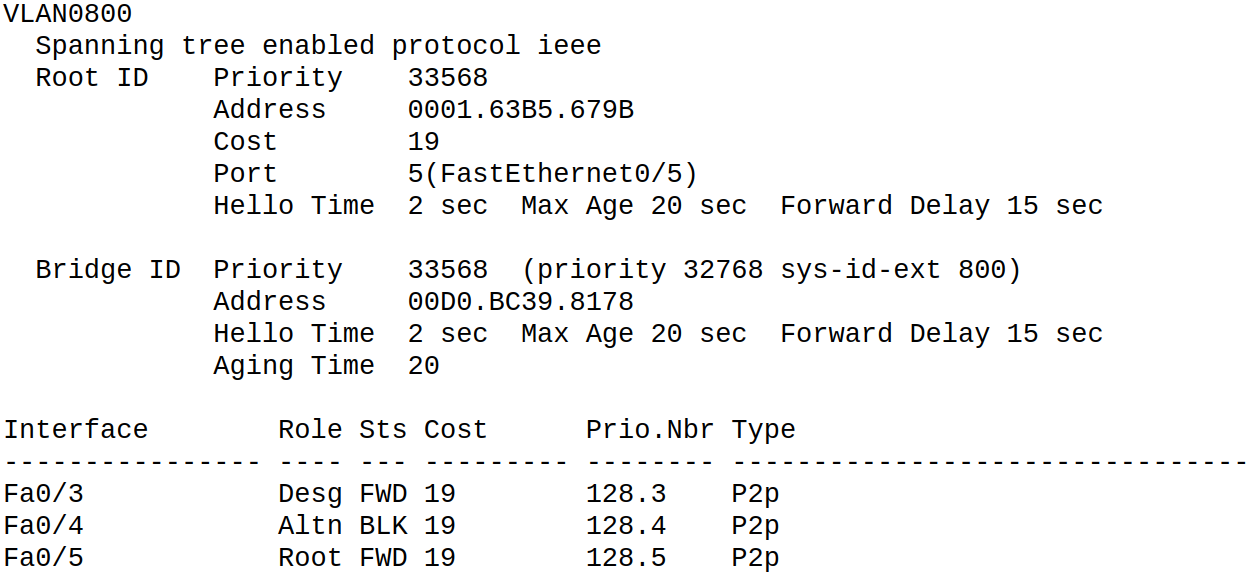 VLAN0800
  Spanning tree enabled protocol ieee
  Root ID    Priority    33568
             Address     0001.63B5.679B
             Cost        19
             Port        5(FastEthernet0/5)
             Hello Time  2 sec  Max Age 20 sec  Forward Delay 15 sec

  Bridge ID  Priority    33568  (priority 32768 sys-id-ext 800)
             Address     00D0.BC39.8178
             Hello Time  2 sec  Max Age 20 sec  Forward Delay 15 sec
             Aging Time  20

Interface        Role Sts Cost      Prio.Nbr Type
---------------- ---- --- --------- -------- --------------------------------
Fa0/3            Desg FWD 19        128.3    P2p
Fa0/4            Altn BLK 19        128.4    P2p
Fa0/5            Root FWD 19        128.5    P2p